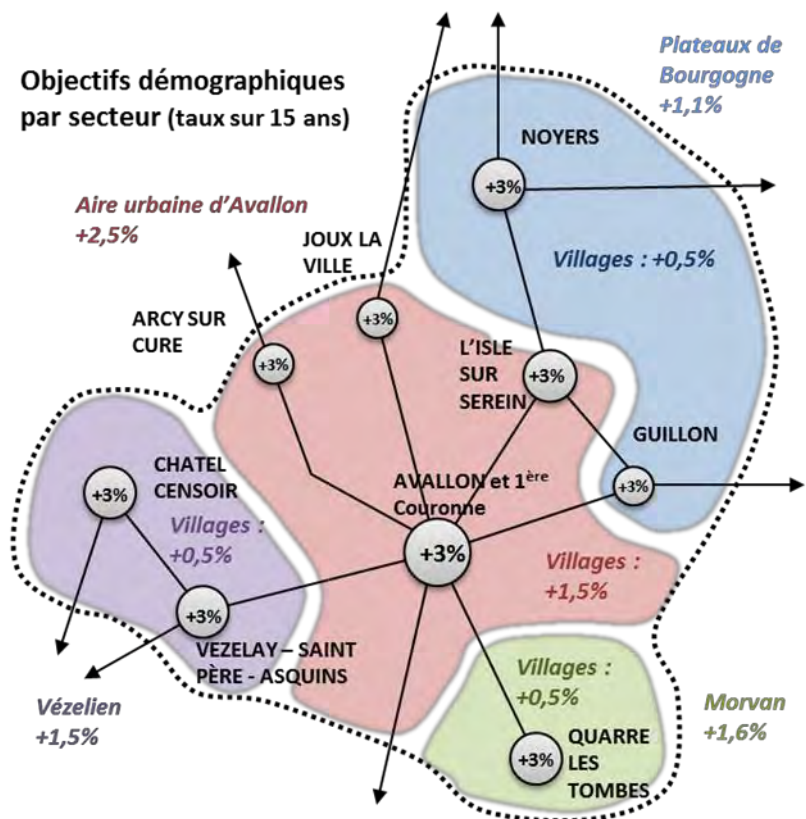 Objectifs démographiques
par secteur (taux sur 15 ans)
Plateaux de
Bourgogne
+1,1%
NOYERS
+3%
Aire urbaine d’Avallon
+2,5%
Villages : +0,5%
JOUX LA
VILLE
+3%
ARCY SUR
CURE
+3%
L’ISLE
SUR
SEREIN
+3%
GUILLON
+3%
CHATEL
CENSOIR
+3%
Villages :
+0,5%
AVALLON et 1ère
Couronne
+3%
Villages :
+1,5%
+3%
VEZELAY – SAINT
PÈRE - ASQUINS
Villages :
+0,5%
Vézelien
+1,5%
Morvan
+1,6%
QUARRE
LES
TOMBES
+3%